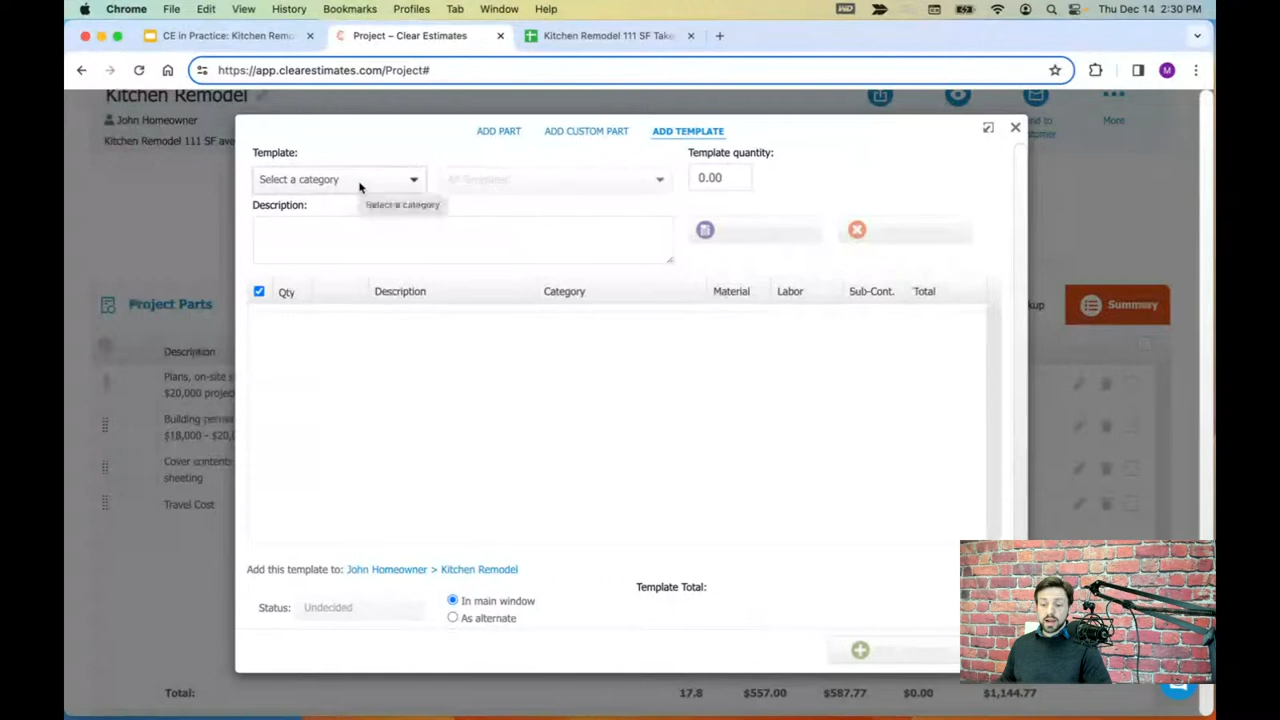 Chrome File Edit View History Bookmarks Profiles Tab Window Help
Thu Dec 14 2:30 PM
CE in Practice: Kitchen Remo
Project – Clear Estimates
Kitchen Remodel 111 SF Take
https://app.clearestimates.com/Project#
M
Kitchen Remodel
John Homeowner
Kitchen Remodel 111 SF ave
More
ADD PART
ADD CUSTOM PART
ADD TEMPLATE
Template:
Template quantity:
Select a category
All Templates
0.00
Select a category
Description:
Qty
Description
Category
Material
Labor
Sub-Cont.
Total
Project Parts
Summary
Description
Plans, on-site
$20,000 projec
Building
$18,000 - $20,
Cover contents
sheeting
Travel Cost
Add this template to: John Homeowner > Kitchen Remodel
Template Total:
Status: Undecided
In main window
As alternate
Total:
17.8
$557.00
$587.77
$0.00
$1,144.77